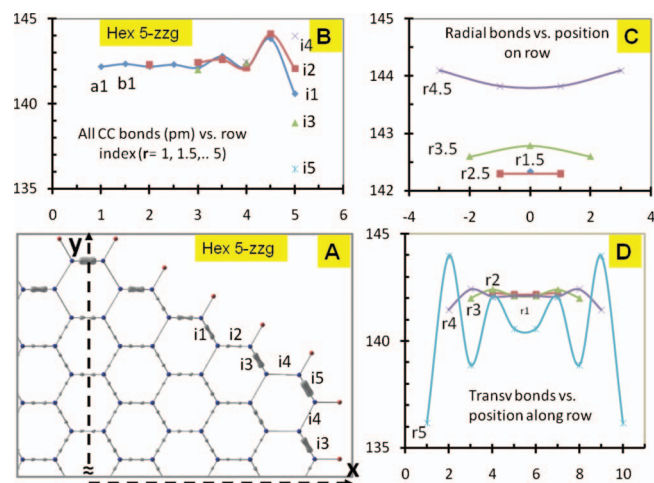 145
Hex 5-zzg
B
i4
i2
a1
b1
i1
142
i3
All CC bonds (pm) vs. row
index (r= 1, 1.5,.. 5)
i5
135
0 1 2 3 4 5 6
145
Radial bonds vs. position
on row
C
144
r4.5
143
r3.5
r1.5
r2.5
142
-4 -2 0 2 4
y
Hex 5-zzg
A
i1
i2
i3
i4
i5
i4
i3
≈
x
145
D
r2
r3
r1
r4
140
Transv bonds vs.
position along row
r5
135
0 2 4 6 8 10